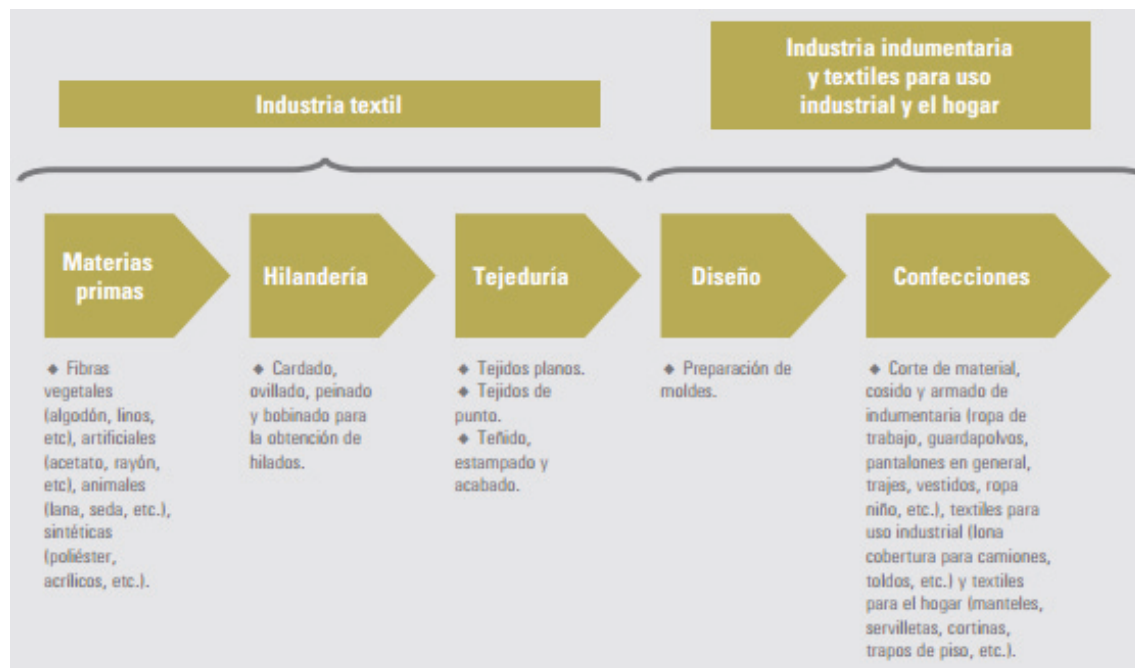 Industria textil
Industria indumentaria
y textiles para uso
industrial y el hogar
Materias
primas
Hilandería
Tejeduría
Diseño
Confecciones
◆ Fibras
vegetales
(algodón, linos,
etc), artificiales
(acetato, rayón,
etc), animales
(lana, seda, etc.),
sintéticas
(poliéster,
acrílicos, etc.).
◆ Cardado,
ovillado, peinado
y bobinado para
la obtención de
hilados.
◆ Tejidos planos.
◆ Tejidos de
punto.
◆ Teñido,
estampado y
acabado.
◆ Preparación de
moldes.
◆ Corte de material,
cosido y armado de
indumentaria (ropa de
trabajo, guardapolvos,
pantalones en general,
trajes, vestidos, ropa
niño, etc.), textiles para
uso industrial (lona
cobertura para camiones,
toldos, etc.) y textiles
para el hogar (manteles,
servilletas, cortinas,
trapos de piso, etc.).